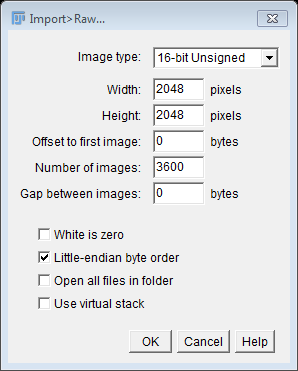 Import>Raw...
Image type: 16-bit Unsigned
Width: 2048 pixels
Height: 2048 pixels
Offset to first image: 0 bytes
Number of images: 3600
Gap between images: 0 bytes
White is zero
Little-endian byte order
Open all files in folder
Use virtual stack
OK Cancel Help